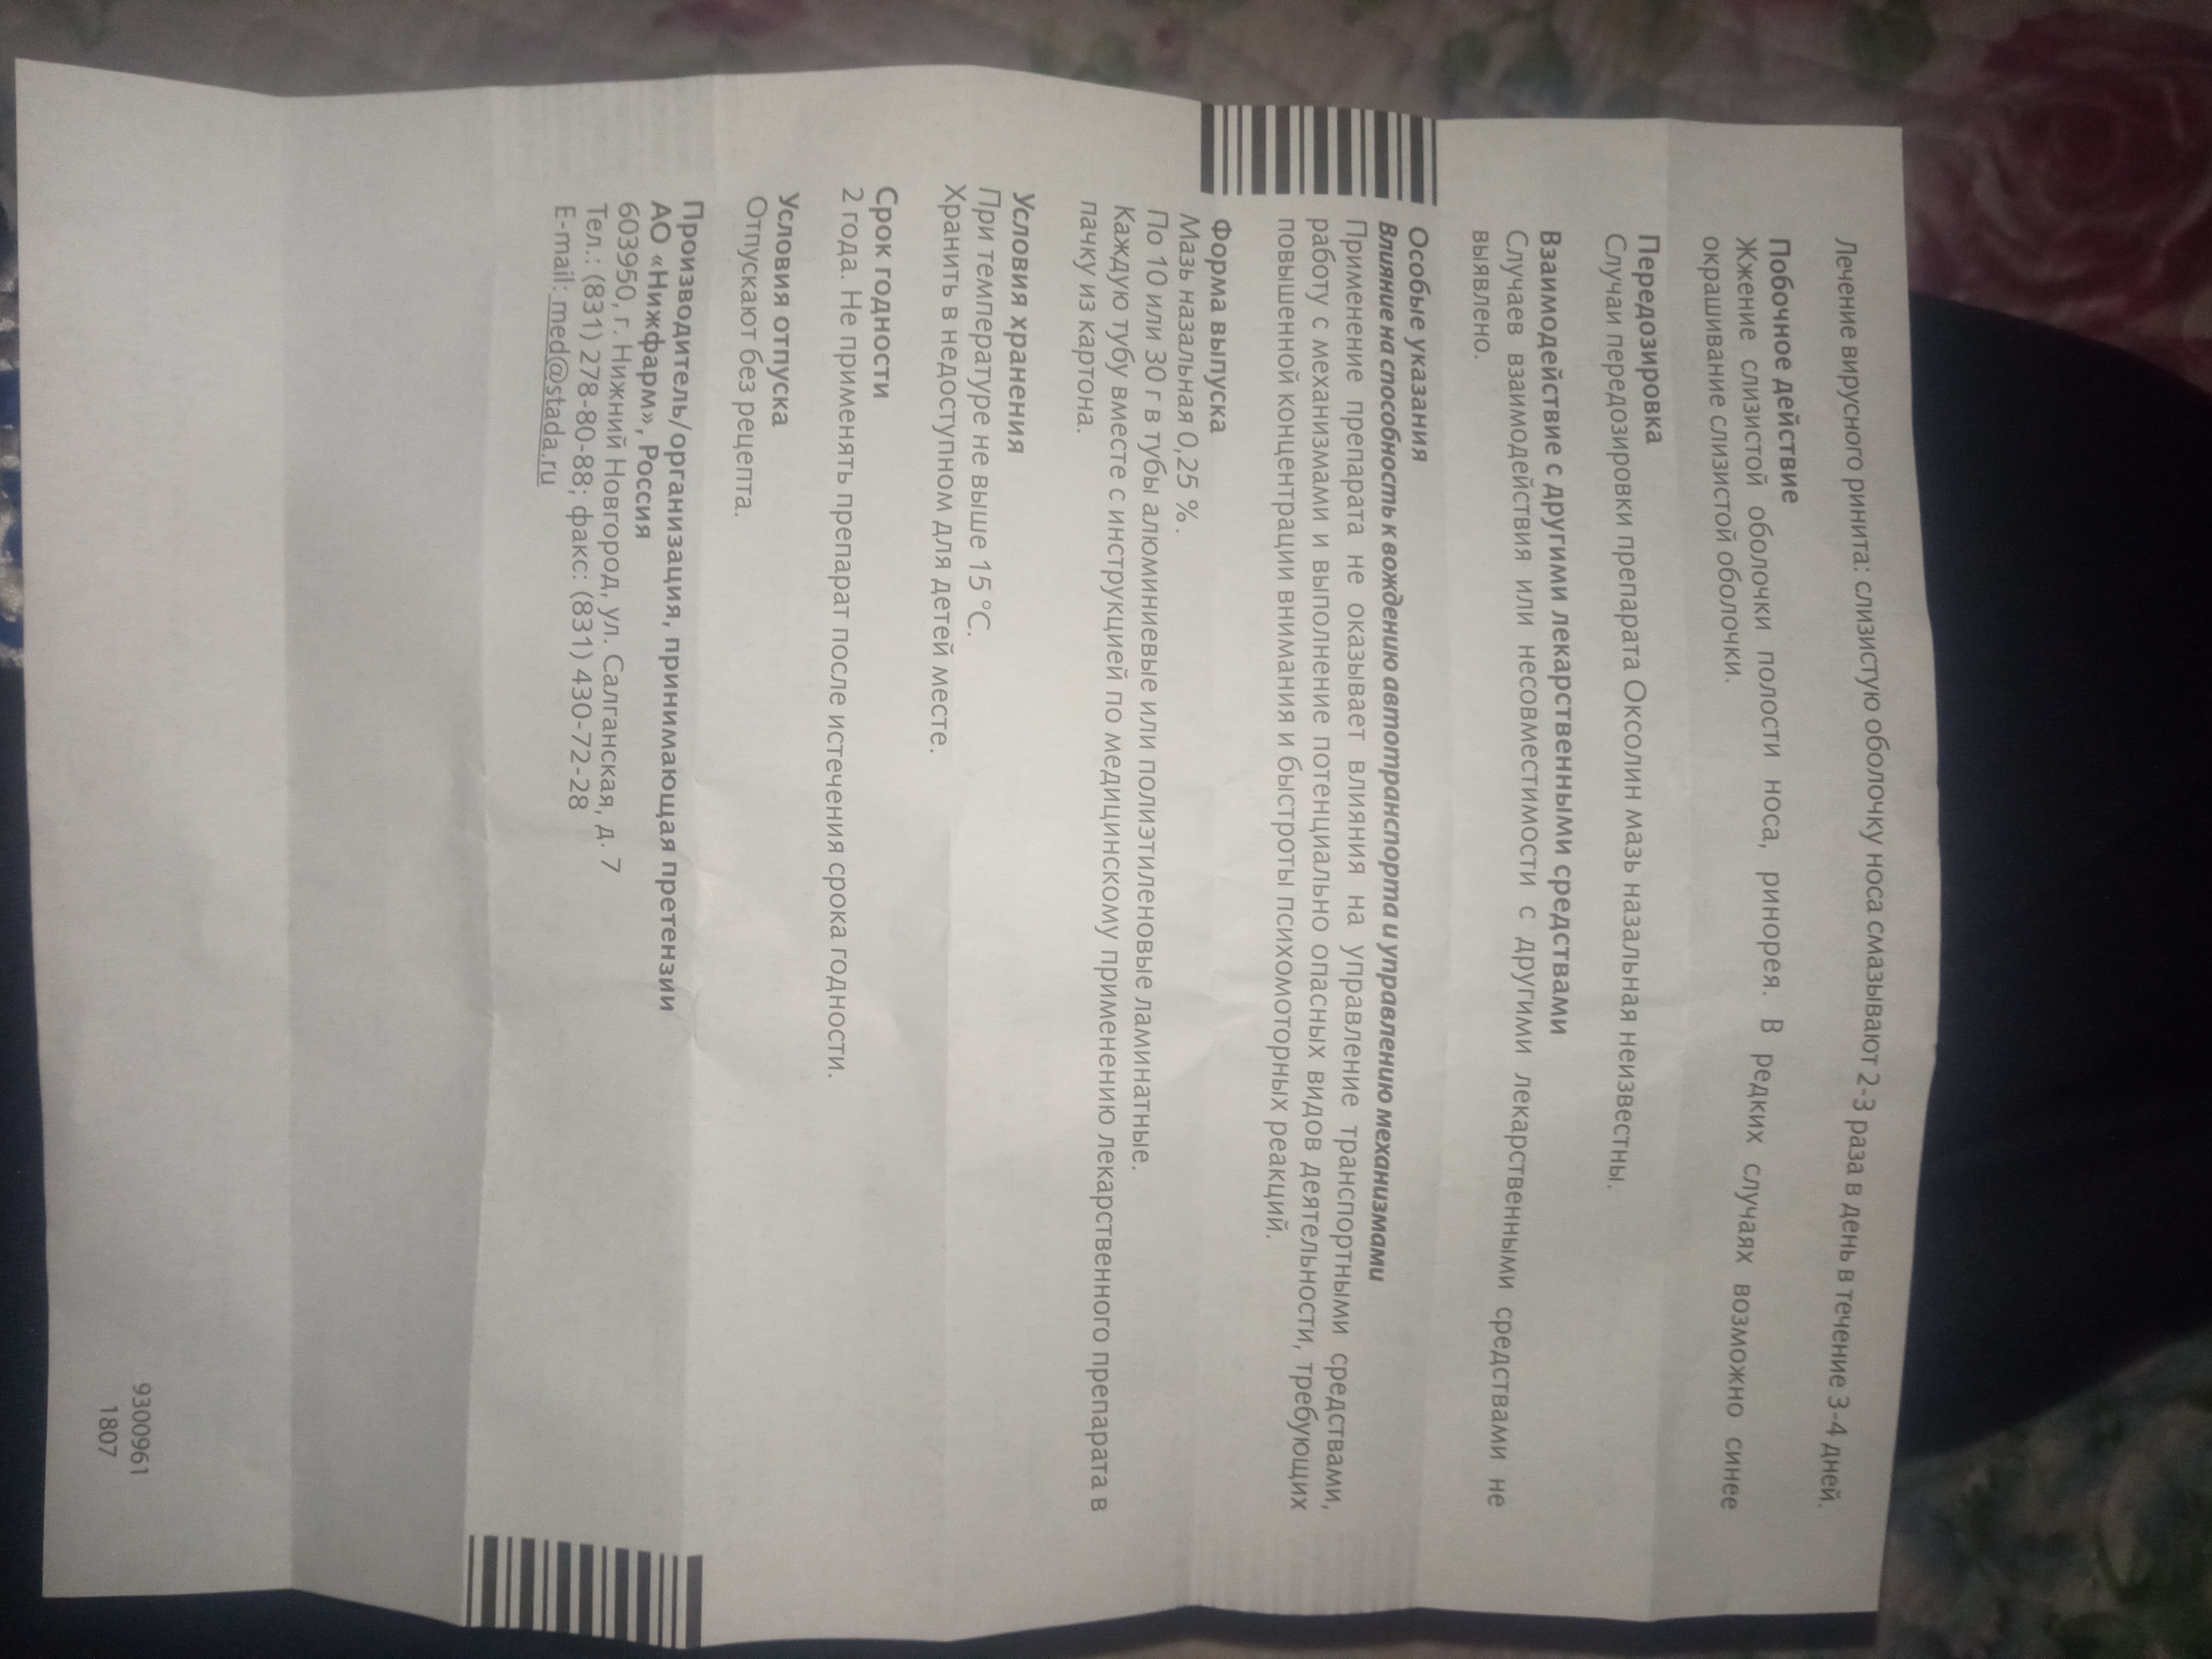 Лечение вирусного ринита: слизистую оболочку носа смазывают 2-3 раза в день в течение 3-4 дней.
Побочное действие
Жжение слизистой оболочки полости носа, ринорея. В редких случаях возможно синее
окрашивание слизистой оболочки.
Передозировка
Случаи передозировки препарата Оксолин мазь назальная неизвестны.
Взаимодействие с другими лекарственными средствами
Случаев взаимодействия или несовместимости с другими лекарственными средствами не
выявлено.
Особые указания
Влияние на способность к вождению автотранспорта и управлению механизмами
Применение препарата не оказывает влияния на управление транспортными средствами,
работу с механизмами и выполнение потенциально опасных видов деятельности, требующих
повышенной концентрации внимания и быстроты психомоторных реакций.
Форма выпуска
Мазь назальная 0,25 %.
По 10 или 30 г в тубы алюминиевые или полиэтиленовые ламинатные.
Каждую тубу вместе с инструкцией по медицинскому применению лекарственного препарата в
пачку из картона.
Условия хранения
При температуре не выше 15 °С.
Хранить в недоступном для детей месте.
Срок годности
2 года. Не применять препарат после истечения срока годности.
Условия отпуска
Отпускают без рецепта.
Производитель/организация, принимающая претензии
АО «Нижфарм», Россия
603950, г. Нижний Новгород, ул. Салганская, д. 7
Тел.: (831) 278-80-88; факс: (831) 430-72-28
E-mail: med@stada.ru
9300961
1807